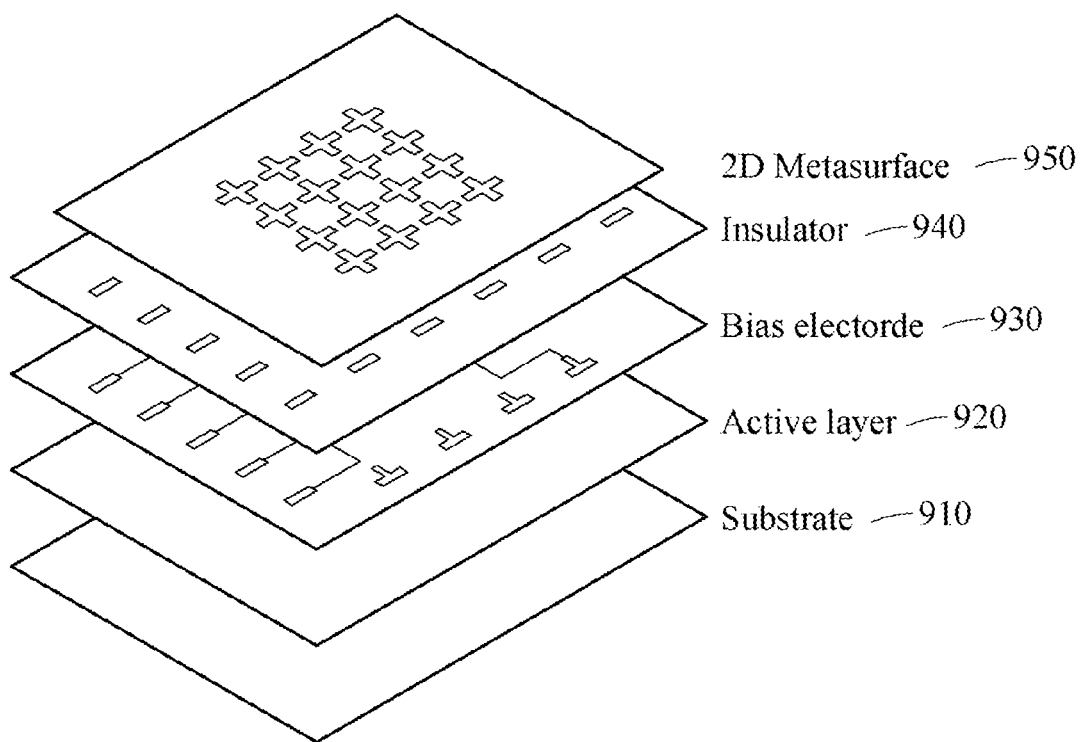 2D Metasurface 950
Insulator 940
Bias electorde 930
Active layer 920
Substrate 910